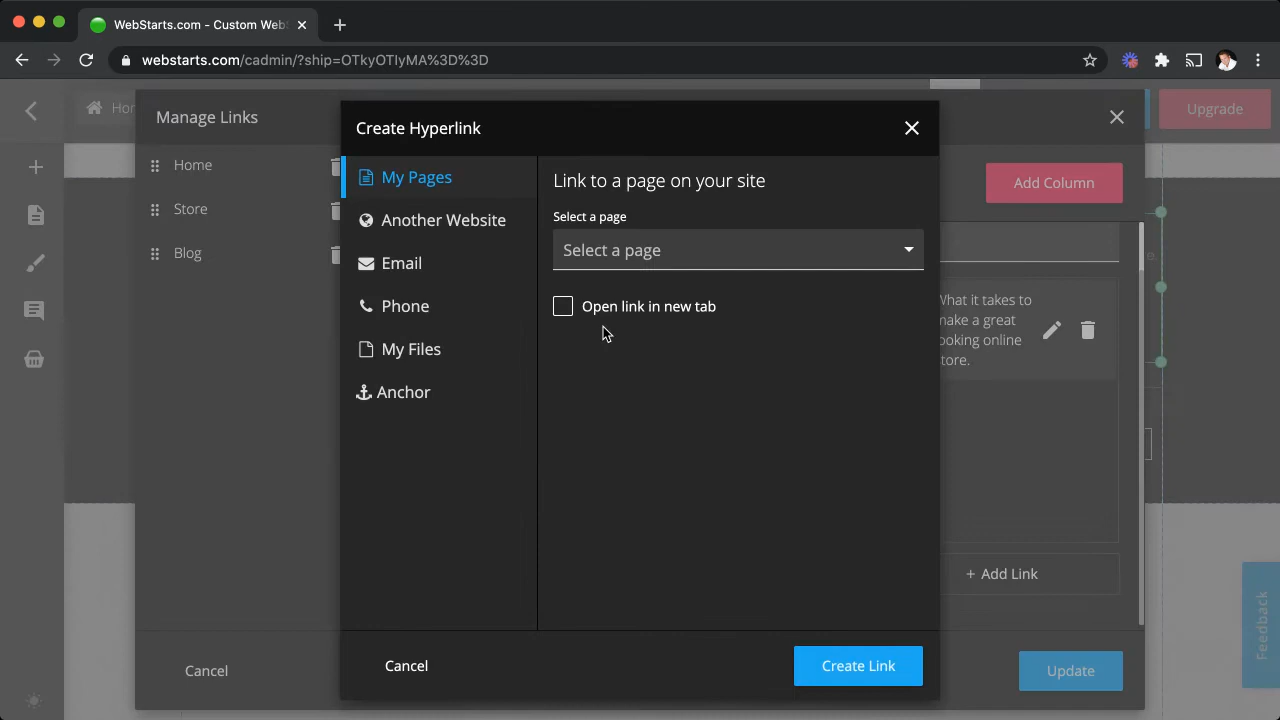 WebStarts.com - Custom Web
webstarts.com/cadmin/?ship=OTkyOTIyMA%3D%3D
Upgrade
Manage Links
Home
Store
Blog
Add Column
Create Hyperlink
My Pages
Another Website
Email
Phone
My Files
Anchor
Link to a page on your site
Select a page
Select a page
Open link in new tab
What it takes to
make a great
ooking online
tore.
+ Add Link
Feedback
Cancel
Create Link
Cancel
Update